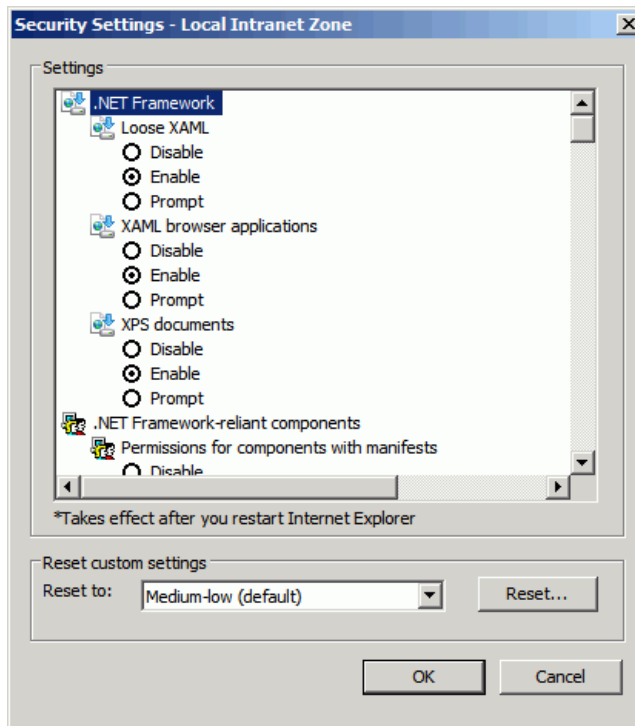 Security Settings - Local Intranet Zone
Settings
.NET Framework
Loose XAML
Disable
Enable
Prompt
XAML browser applications
Disable
Enable
Prompt
XPS documents
Disable
Enable
Prompt
.NET Framework-reliant components
Permissions for components with manifests
Disable
*Takes effect after you restart Internet Explorer
Reset custom settings
Reset to: Medium-low (default) Reset...
OK Cancel